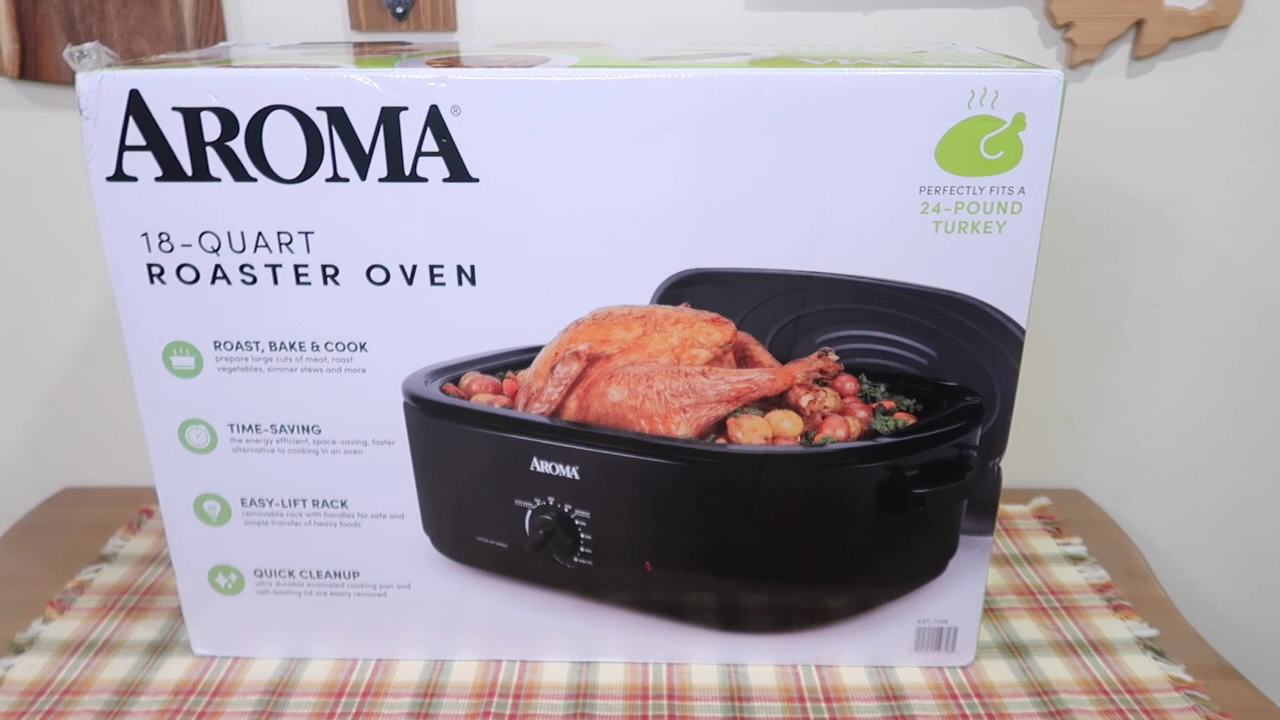 AROMA®
PERFECTLY FITS A
24-POUND
TURKEY
18-QUART
ROASTER OVEN
ROAST, BAKE & COOK
prepare large cuts of meat, roast
vegetables, simmer stews and more
TIME-SAVING
the energy efficient, space-saving, faster
alternative to cooking in an oven
EASY-LIFT RACK
removable rack with handles for safe and
simple transfer of heavy foods
QUICK CLEANUP
ultra durable enameled cooking pan and
self-basting lid are easily removed
AROMA